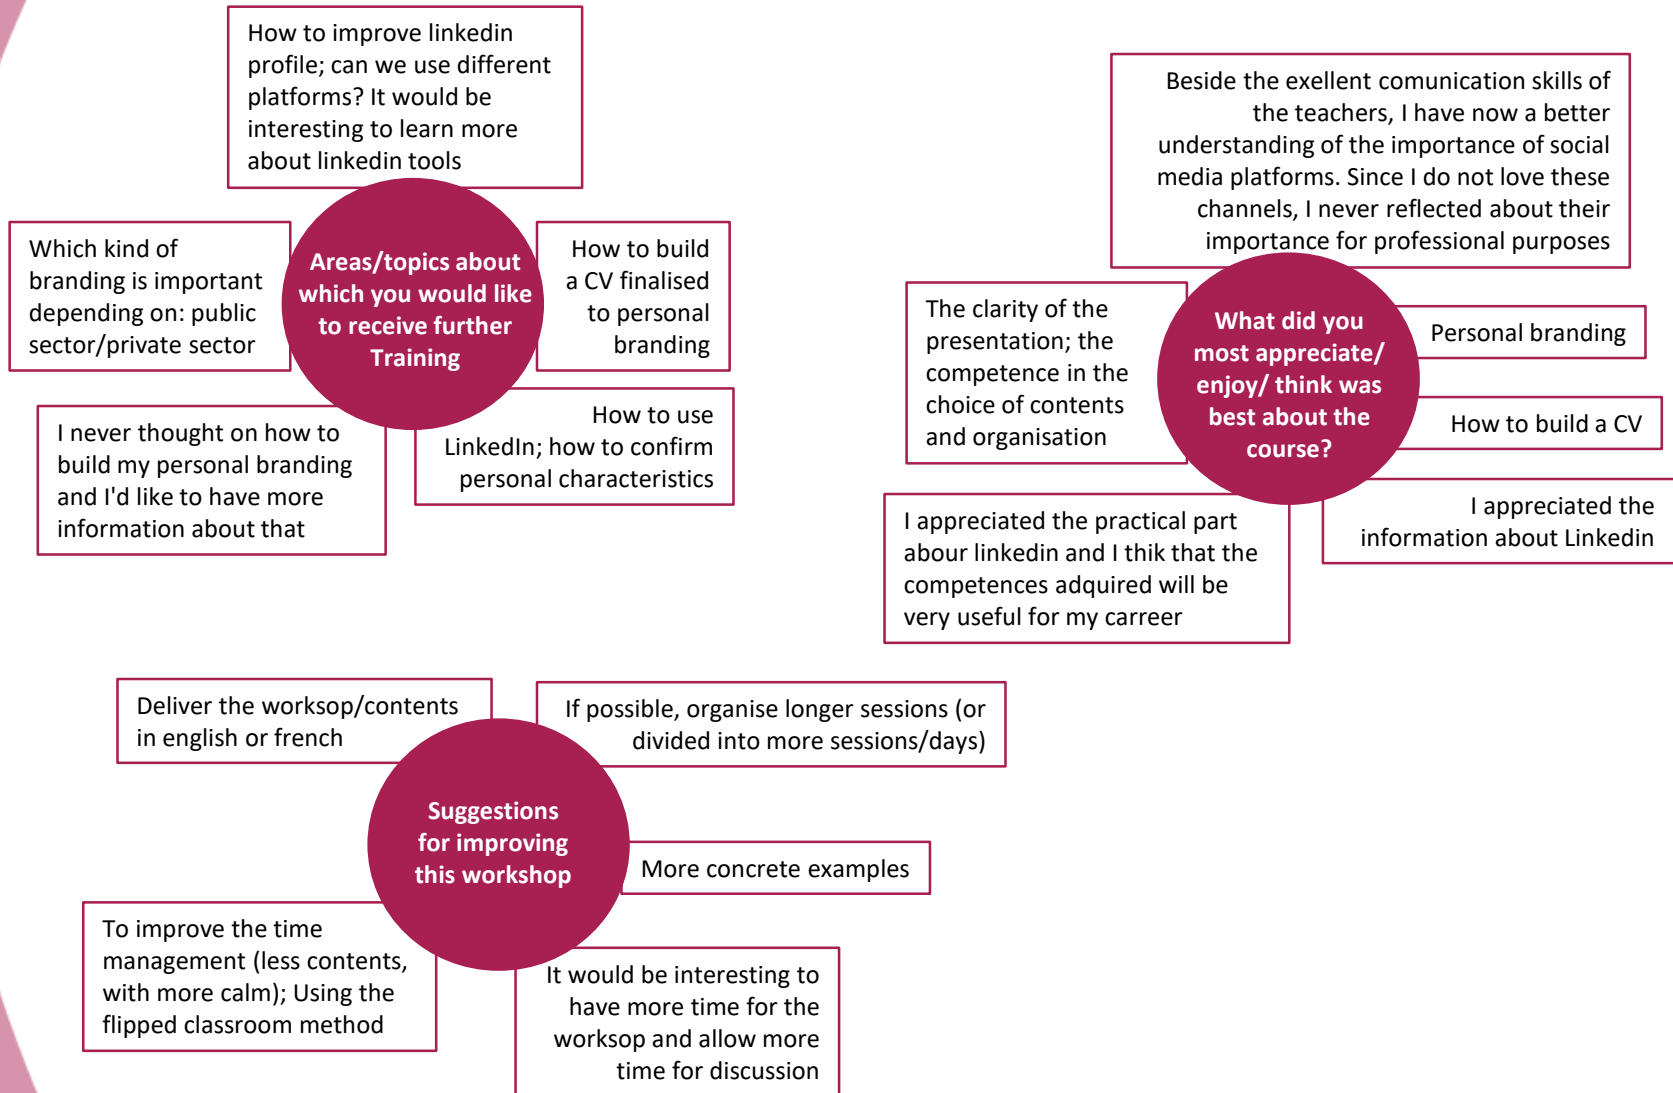 How to improve linkedin
profile; can we use different
platforms? It would be
interesting to learn more
about linkedin tools
Which kind of
branding is important
depending on: public
sector/private sector
Areas/topics about
which you would like
to receive further
Training
How to build
a CV finalised
to personal
branding
I never thought on how to
build my personal branding
and I'd like to have more
information about that
How to use
LinkedIn; how to confirm
personal characteristics
Beside the exellent comunication skills of
the teachers, I have now a better
understanding of the importance of social
media platforms. Since I do not love these
channels, I never reflected about their
importance for professional purposes
The clarity of the
presentation; the
competence in the
choice of contents
and organisation
What did you
most appreciate/
enjoy/ think was
best about the
course?
Personal branding
How to build a CV
I appreciated the practical part
abour linkedin and I thik that the
competences adquired will be
very useful for my carreer
I appreciated the
information about Linkedin
Deliver the worksop/contents
in english or french
If possible, organise longer sessions (or
divided into more sessions/days)
Suggestions
for improving
this workshop
More concrete examples
To improve the time
management (less contents,
with more calm); Using the
flipped classroom method
It would be interesting to
have more time for the
worksop and allow more
time for discussion